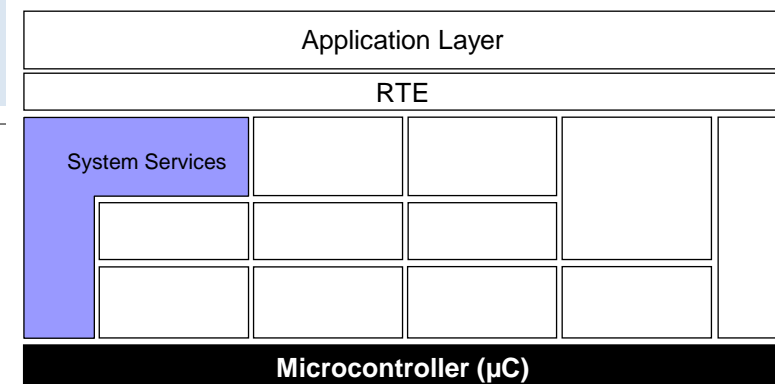 Application Layer
RTE
System Services
Microcontroller (µC)